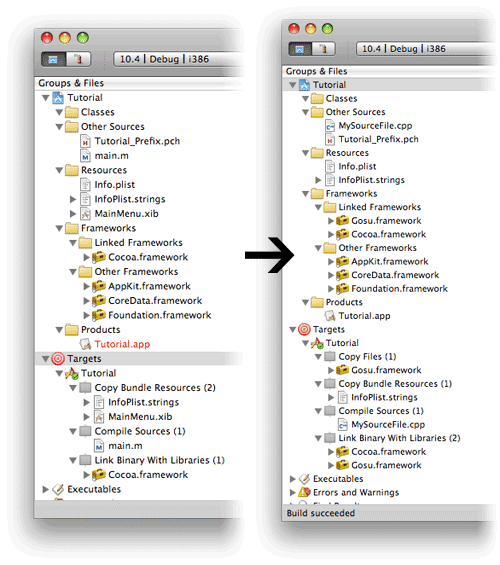 10.4 | Debug | i386
Groups & Files
Tutorial
Classes
Other Sources
Tutorial_Prefix.pch
main.m
Resources
Info.plist
InfoPlist.strings
MainMenu.xib
Frameworks
Linked Frameworks
Cocoa.framework
Other Frameworks
AppKit.framework
CoreData.framework
Foundation.framework
Products
Tutorial.app
Targets
Tutorial
Copy Bundle Resources (2)
InfoPlist.strings
MainMenu.xib
Compile Sources (1)
main.m
Link Binary With Libraries (1)
Cocoa.framework
Executables
10.4 | Debug | i386
Groups & Files
Tutorial
Classes
Other Sources
MySourceFile.cpp
Tutorial_Prefix.pch
Resources
Info.plist
InfoPlist.strings
Frameworks
Linked Frameworks
Gosu.framework
Cocoa.framework
Other Frameworks
AppKit.framework
CoreData.framework
Foundation.framework
Products
Tutorial.app
Targets
Tutorial
Copy Files (1)
Gosu.framework
Copy Bundle Resources (1)
InfoPlist.strings
Compile Sources (1)
MySourceFile.cpp
Link Binary With Libraries (2)
Cocoa.framework
Gosu.framework
Executables
Errors and Warnings
Build succeeded